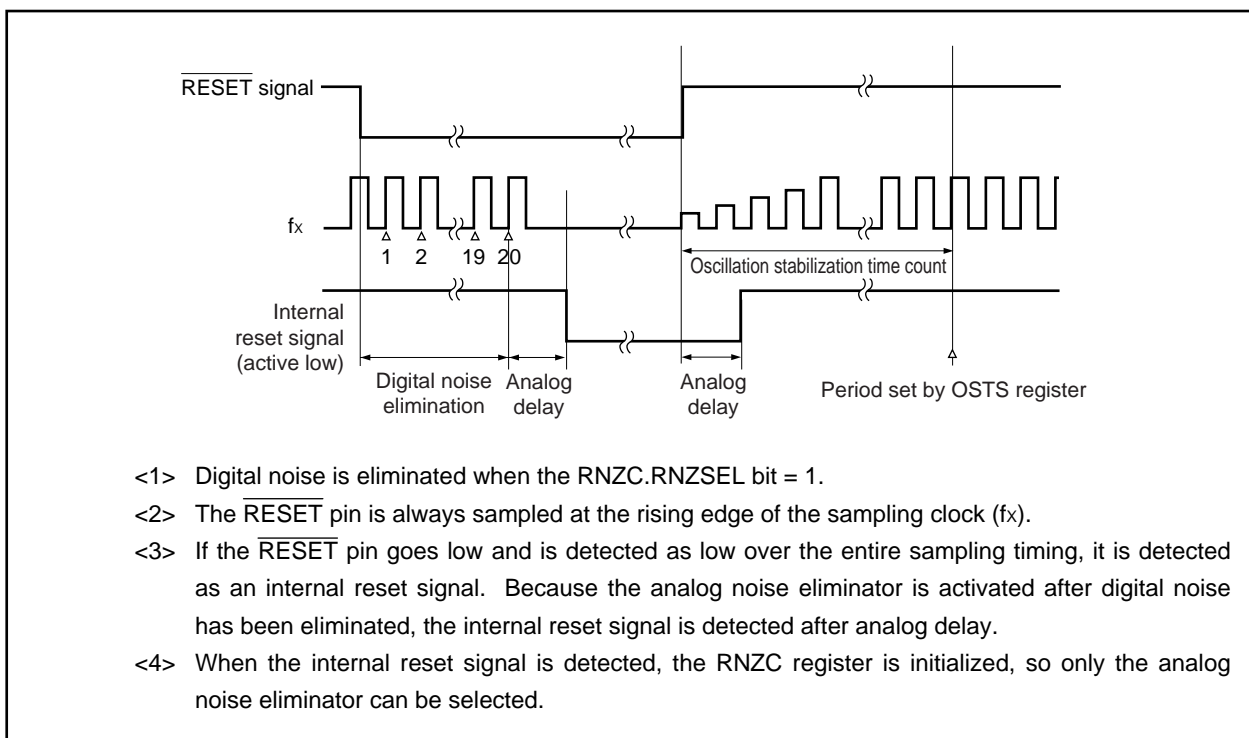 RESET signal
fX
1 2 19 20
Oscillation stabilization time count
Internal
reset signal
(active low)
Digital noise
elimination
Analog
delay
Analog
delay
Period set by OSTS register
<1> Digital noise is eliminated when the RNZC.RNZSEL bit = 1.
<2> The RESET pin is always sampled at the rising edge of the sampling clock (fX).
<3> If the RESET pin goes low and is detected as low over the entire sampling timing, it is detected
as an internal reset signal. Because the analog noise eliminator is activated after digital noise
has been eliminated, the internal reset signal is detected after analog delay.
<4> When the internal reset signal is detected, the RNZC register is initialized, so only the analog
noise eliminator can be selected.